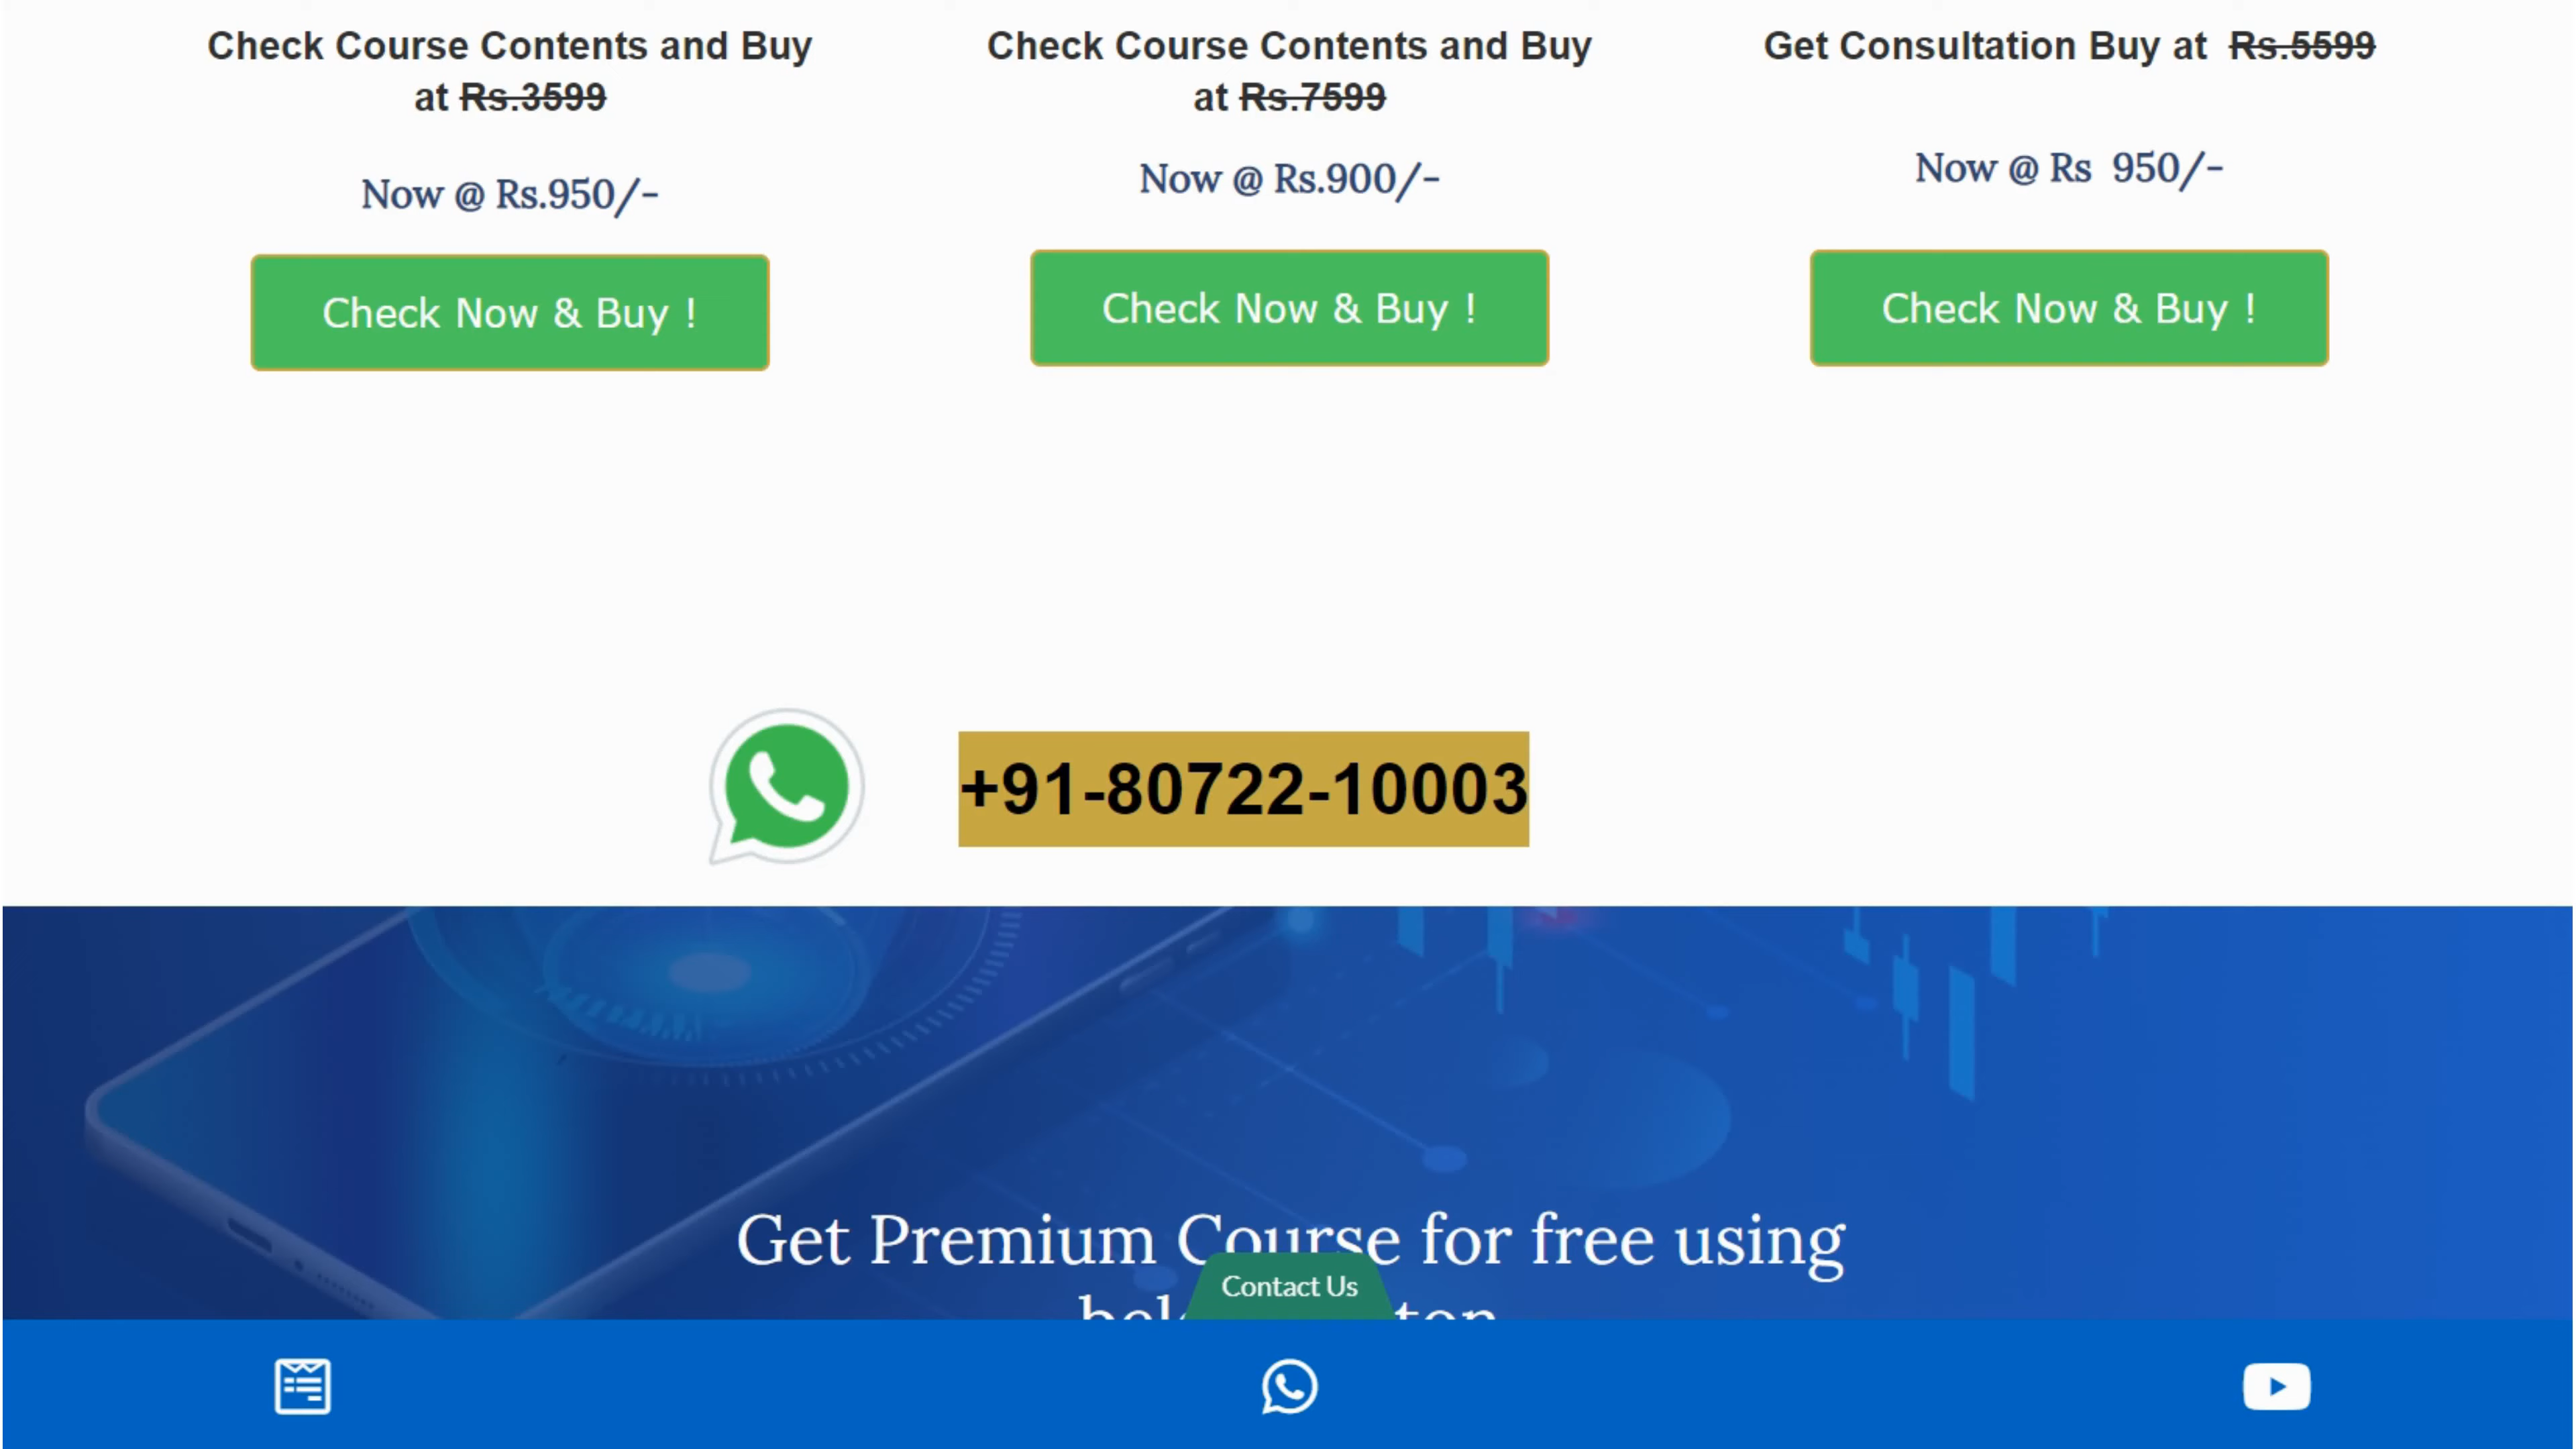 Check Course Contents and Buy
at Rs.3599
Now @ Rs.950/-
Check Now & Buy !
Check Course Contents and Buy
at Rs.7599
Now @ Rs.900/-
Check Now & Buy !
Get Consultation Buy at Rs.5599
Now @ Rs 950/-
Check Now & Buy !
+91-80722-10003
Get Premium Course for free using
Contact Us